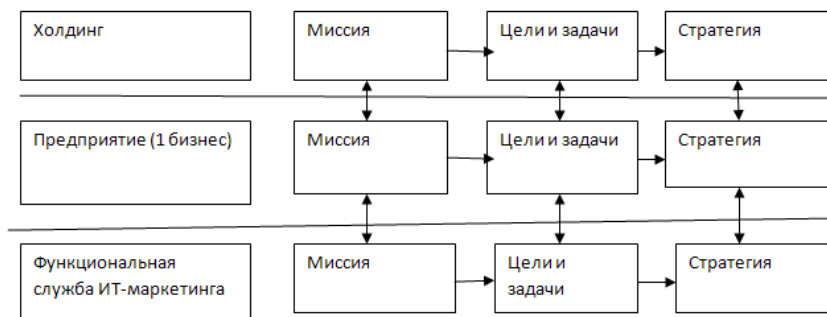 Холдинг
Миссия
Цели и задачи
Стратегия
Предприятие (1 бизнес)
Миссия
Цели и задачи
Стратегия
Функциональная
служба ИТ-маркетинга
Миссия
Цели и
задачи
Стратегия